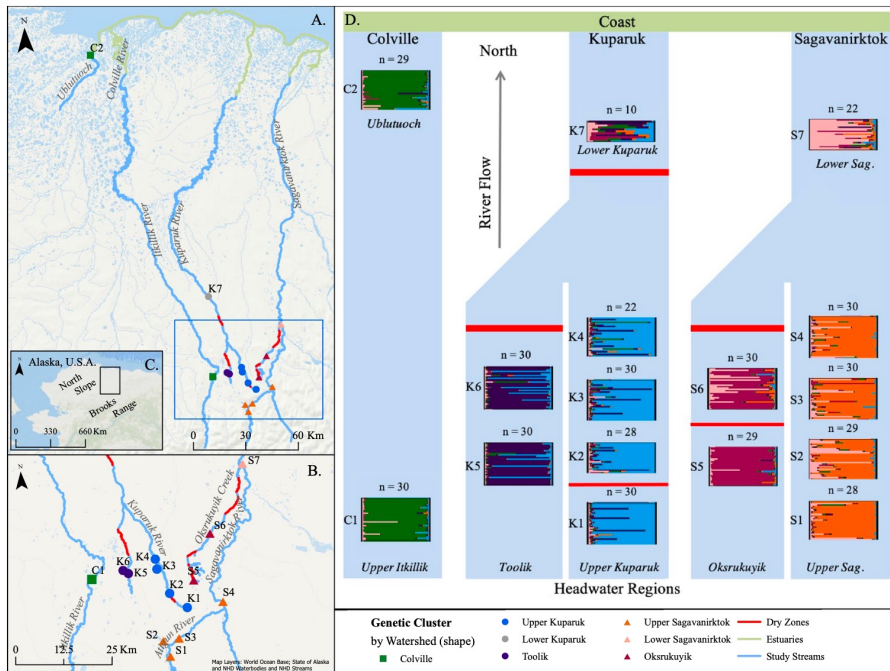 A.
C2
Ublutuoch
Colville River
Sagavanirktok River
Itkillik River
Kuparuk River
K7
C.
Alaska, U.S.A.
North
Slope
Brooks
Range
0 330 660 Km
0 30 60 Km
B.
S7
Oksrukuyik Creek
Kuparuk River
Sagavanirktok River
S6
K4
K6
K3
C1
K5
S5
K2
K1
S4
Itkillik River
Atigun River
S2
S3
S1
0 12.5 25 Km
Map Layers: World Ocean Base; State of Alaska
and NHD Waterbodies and NHD Streams
D.
Coast
Colville
North
Kuparuk
Sagavanirktok
n = 29
C2
Ublutuoch
n = 10
K7
Lower Kuparuk
n = 22
S7
Lower Sag.
River Flow
n = 22
K4
n = 30
S4
n = 30
K6
n = 30
K3
n = 30
S6
n = 30
S3
n = 30
K5
n = 28
K2
n = 29
S5
n = 29
S2
n = 30
C1
n = 30
K1
n = 28
S1
Upper Itkillik
Toolik
Upper Kuparuk
Oksrukuyik
Upper Sag.
Headwater Regions
Genetic Cluster
by Watershed (shape)
Colville
Upper Kuparuk
Lower Kuparuk
Toolik
Upper Sagavanirktok
Lower Sagavanirktok
Oksrukuyik
Dry Zones
Estuaries
Study Streams